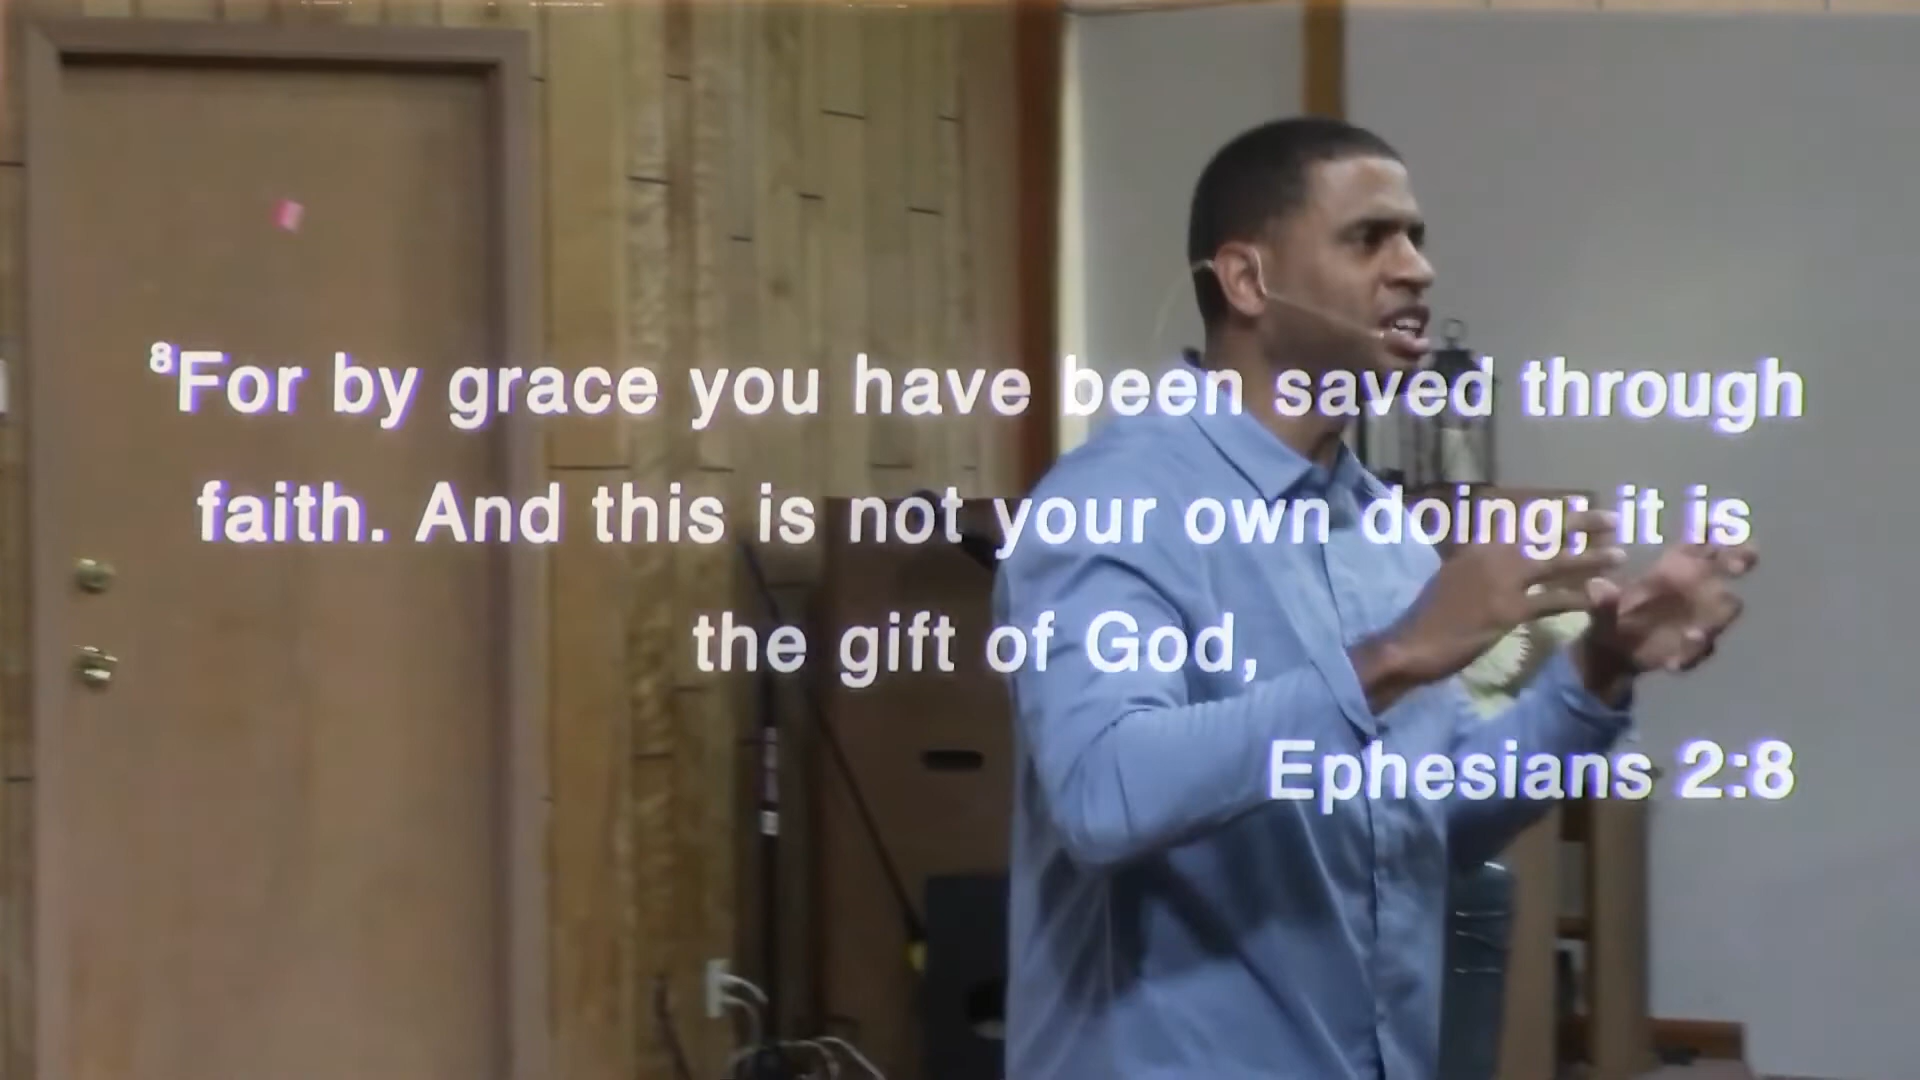 ⁸For by grace you have been saved through
faith. And this is not your own doing; it is
the gift of God,
Ephesians 2:8